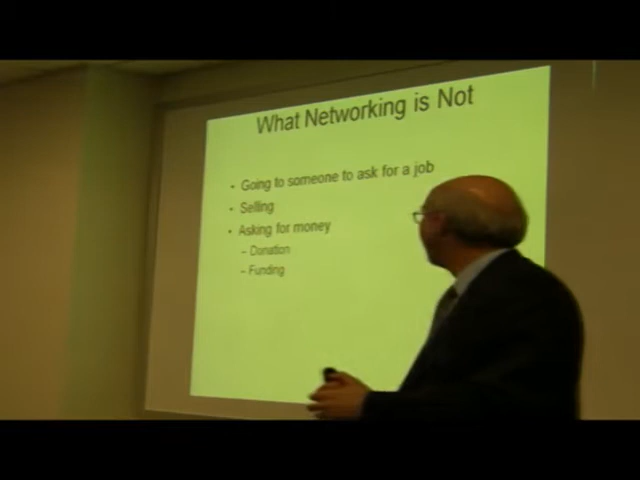 What Networking is Not
• Going to someone to ask for a job
• Selling
• Asking for money
– Donation
– Funding